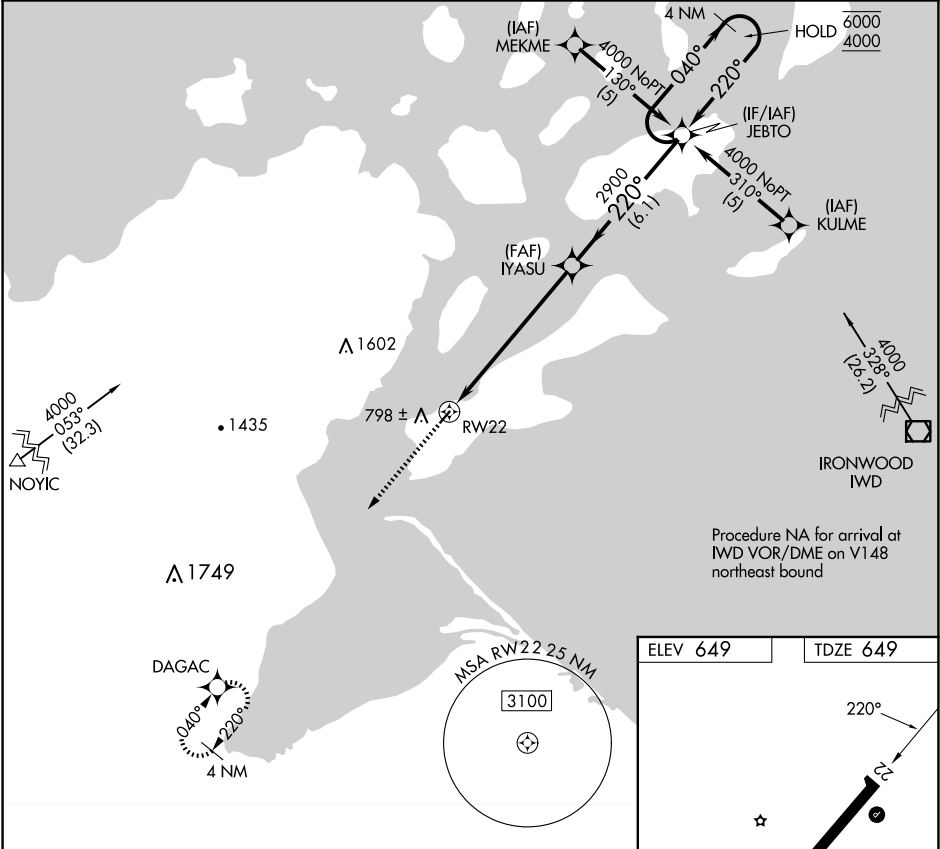 4 NM
HOLD
6000
4000
(IAF)
MEKME
4000 NoPT
130°
(5)
040°
220°
(IF/IAF)
JEBTO
4000 NoPT
310°
(5)
(IAF)
KULME
2900
220°
(6.1)
(FAF)
IYASU
1602
798 ±
RW22
1435
4000
053°
(32.3)
NOYIC
4000
328°
(26.2)
IRONWOOD
IWD
Procedure NA for arrival at
IWD VOR/DME on V148
northeast bound
1749
DAGAC
040°
220°
4 NM
MSA RW22 25 NM
3100
ELEV 649
TDZE 649
220°
22
P